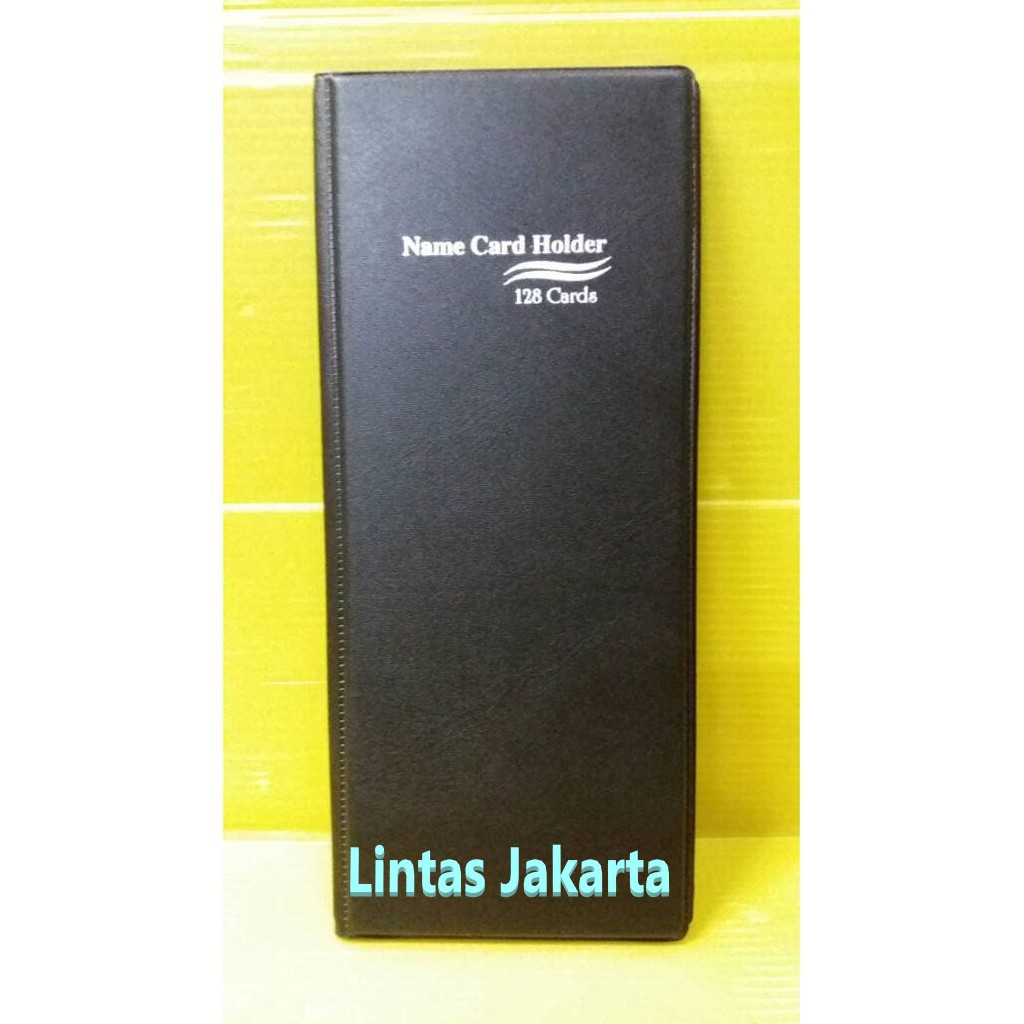 Name Card Holder
128 Cards
Lintas Jakarta